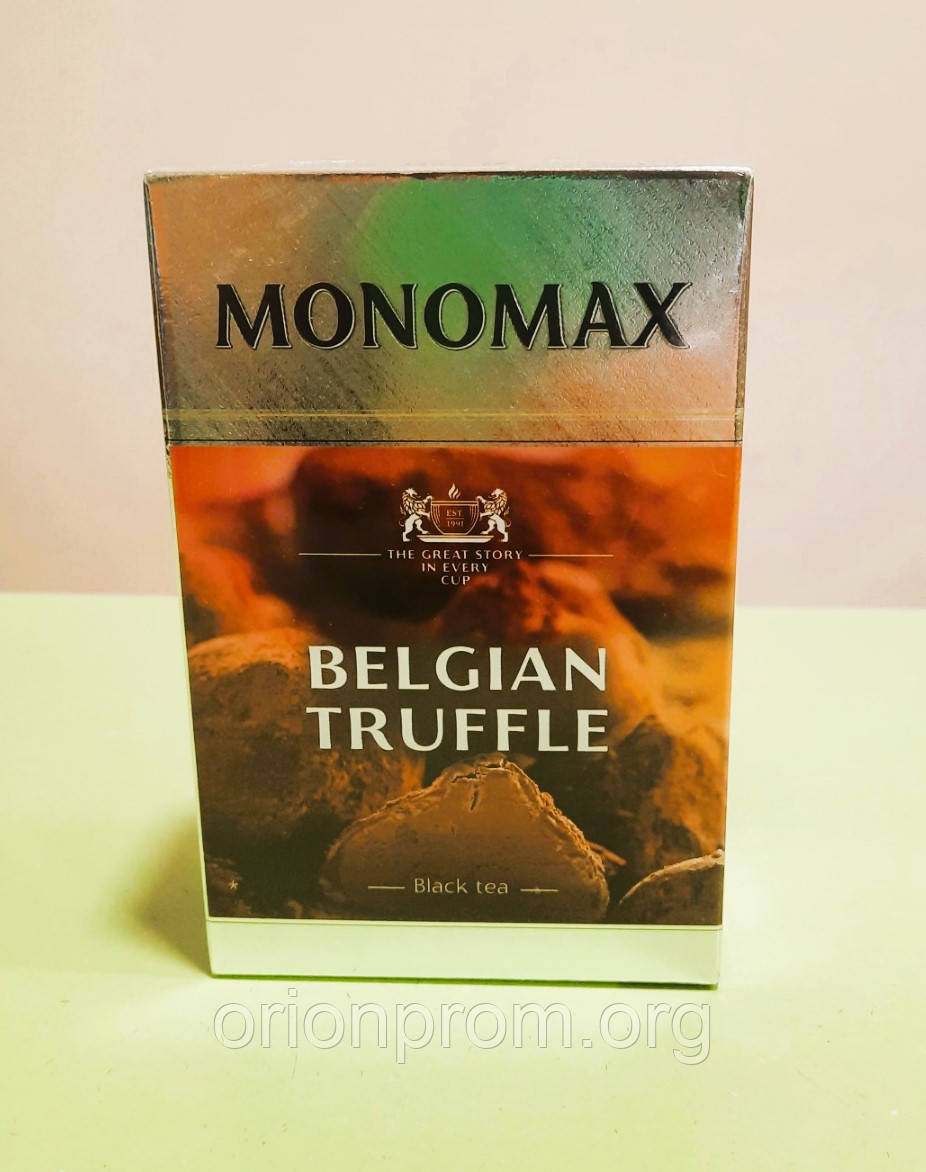 MONOMAX
EST
1991
THE GREAT STORY
IN EVERY
CUP
BELGIAN
TRUFFLE
Black tea
*
orionprom.org